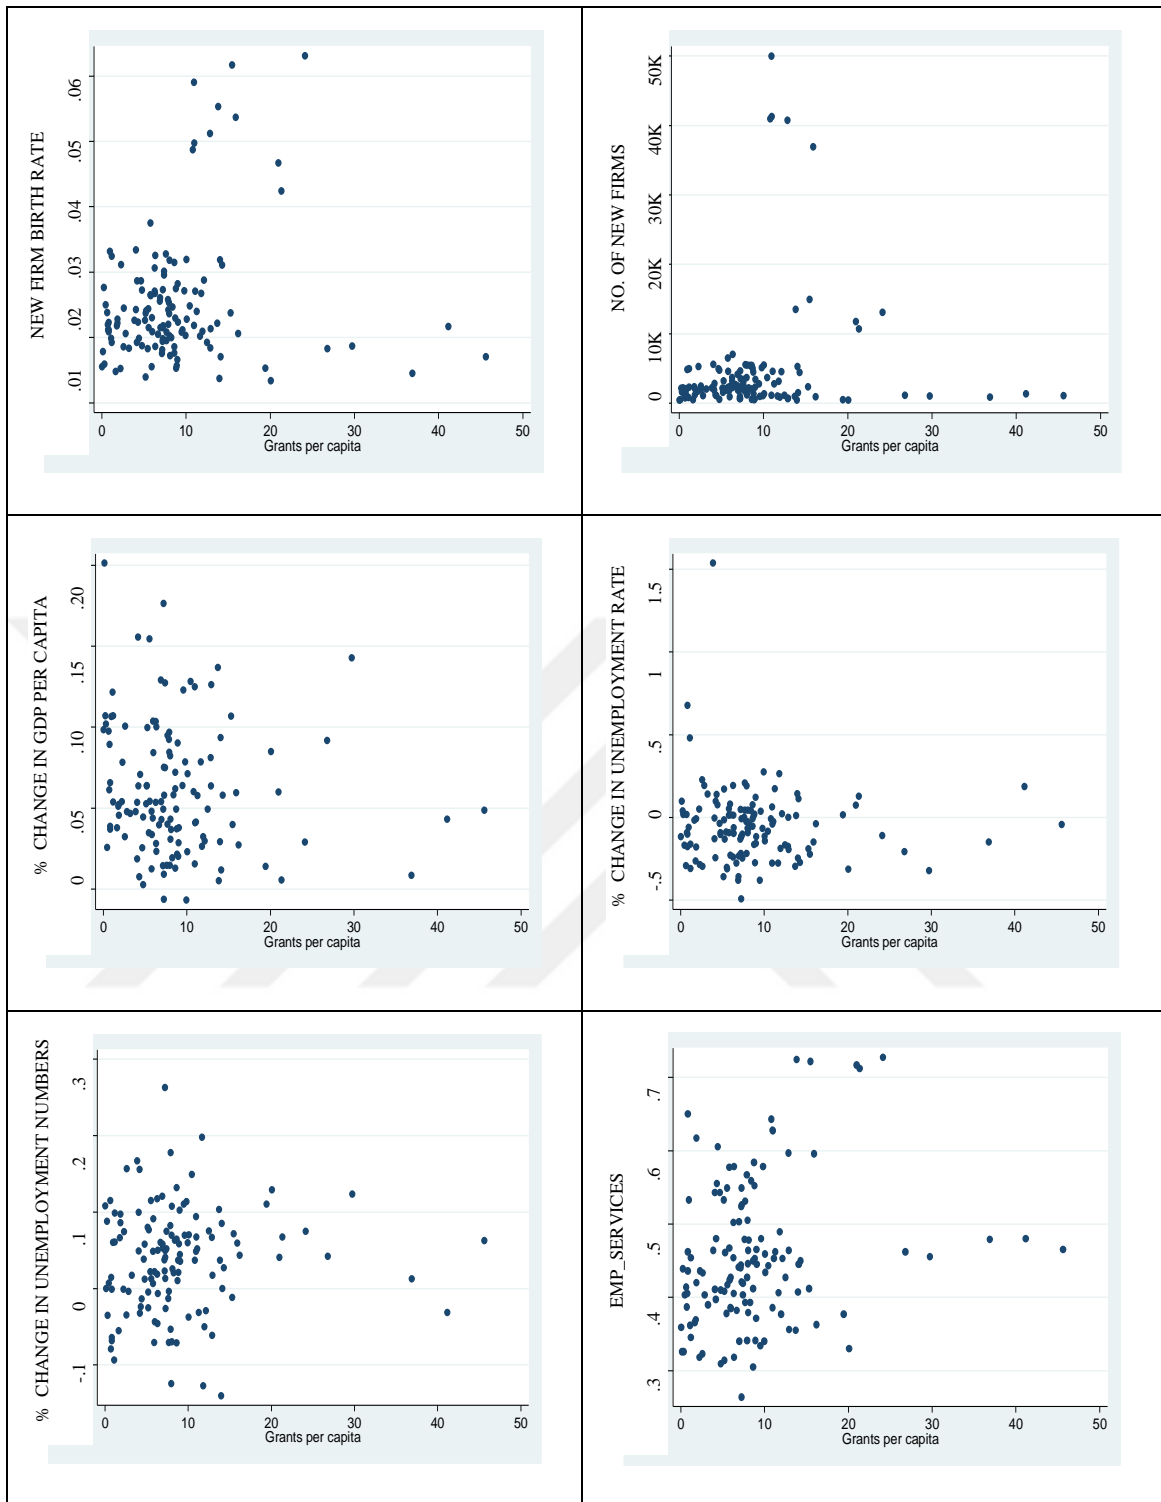 NEW FIRM BIRTH RATE
.06
.05
.04
.03
.02
.01
0 10 20 30 40 50
Grants per capita
NO. OF NEW FIRMS
50K
40K
30K
20K
10K
0
0 10 20 30 40 50
Grants per capita
% CHANGE IN GDP PER CAPITA
.20
.15
.10
.05
0
0 10 20 30 40 50
Grants per capita
% CHANGE IN UNEMPLOYMENT RATE
1.5
1
.5
0
-.5
0 10 20 30 40 50
Grants per capita
% CHANGE IN UNEMPLOYMENT NUMBERS
.3
.2
.1
0
-.1
0 10 20 30 40 50
Grants per capita
EMP_SERVICES
.7
.6
.5
.4
.3
0 10 20 30 40 50
Grants per capita